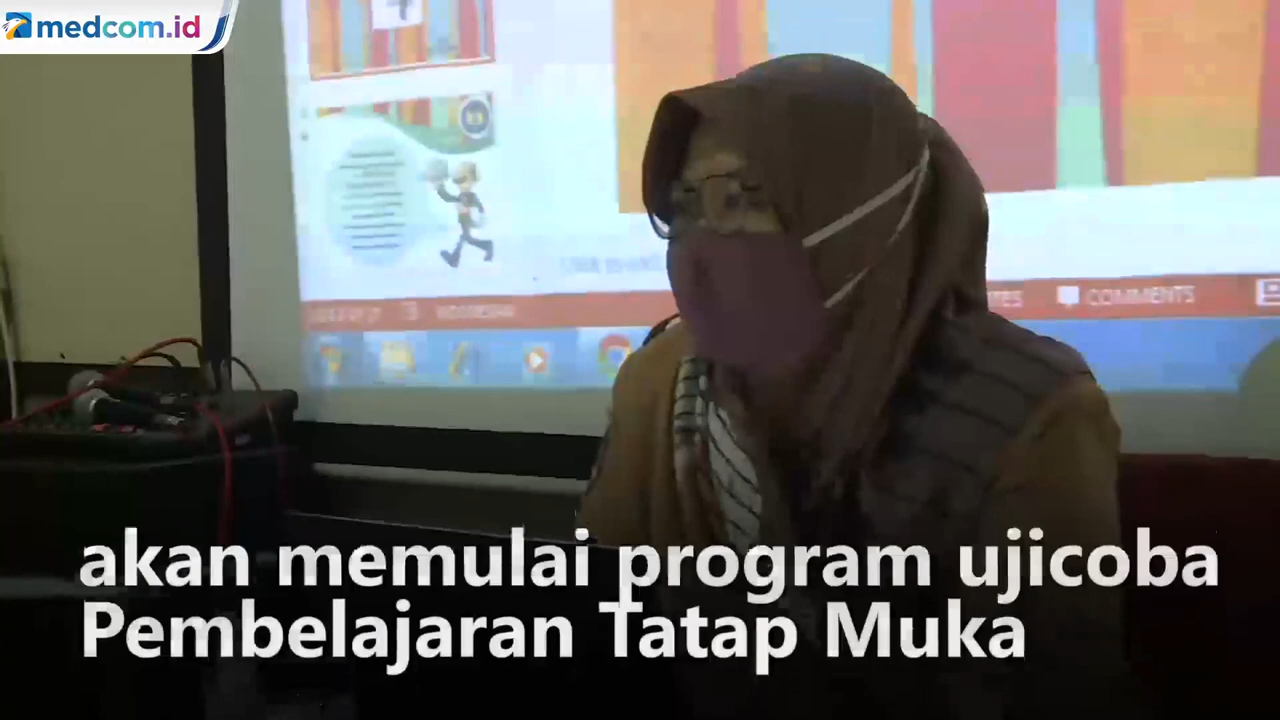 medcom.id
COMMENTS
akan memulai program ujicoba
Pembelajaran Tatap Muka